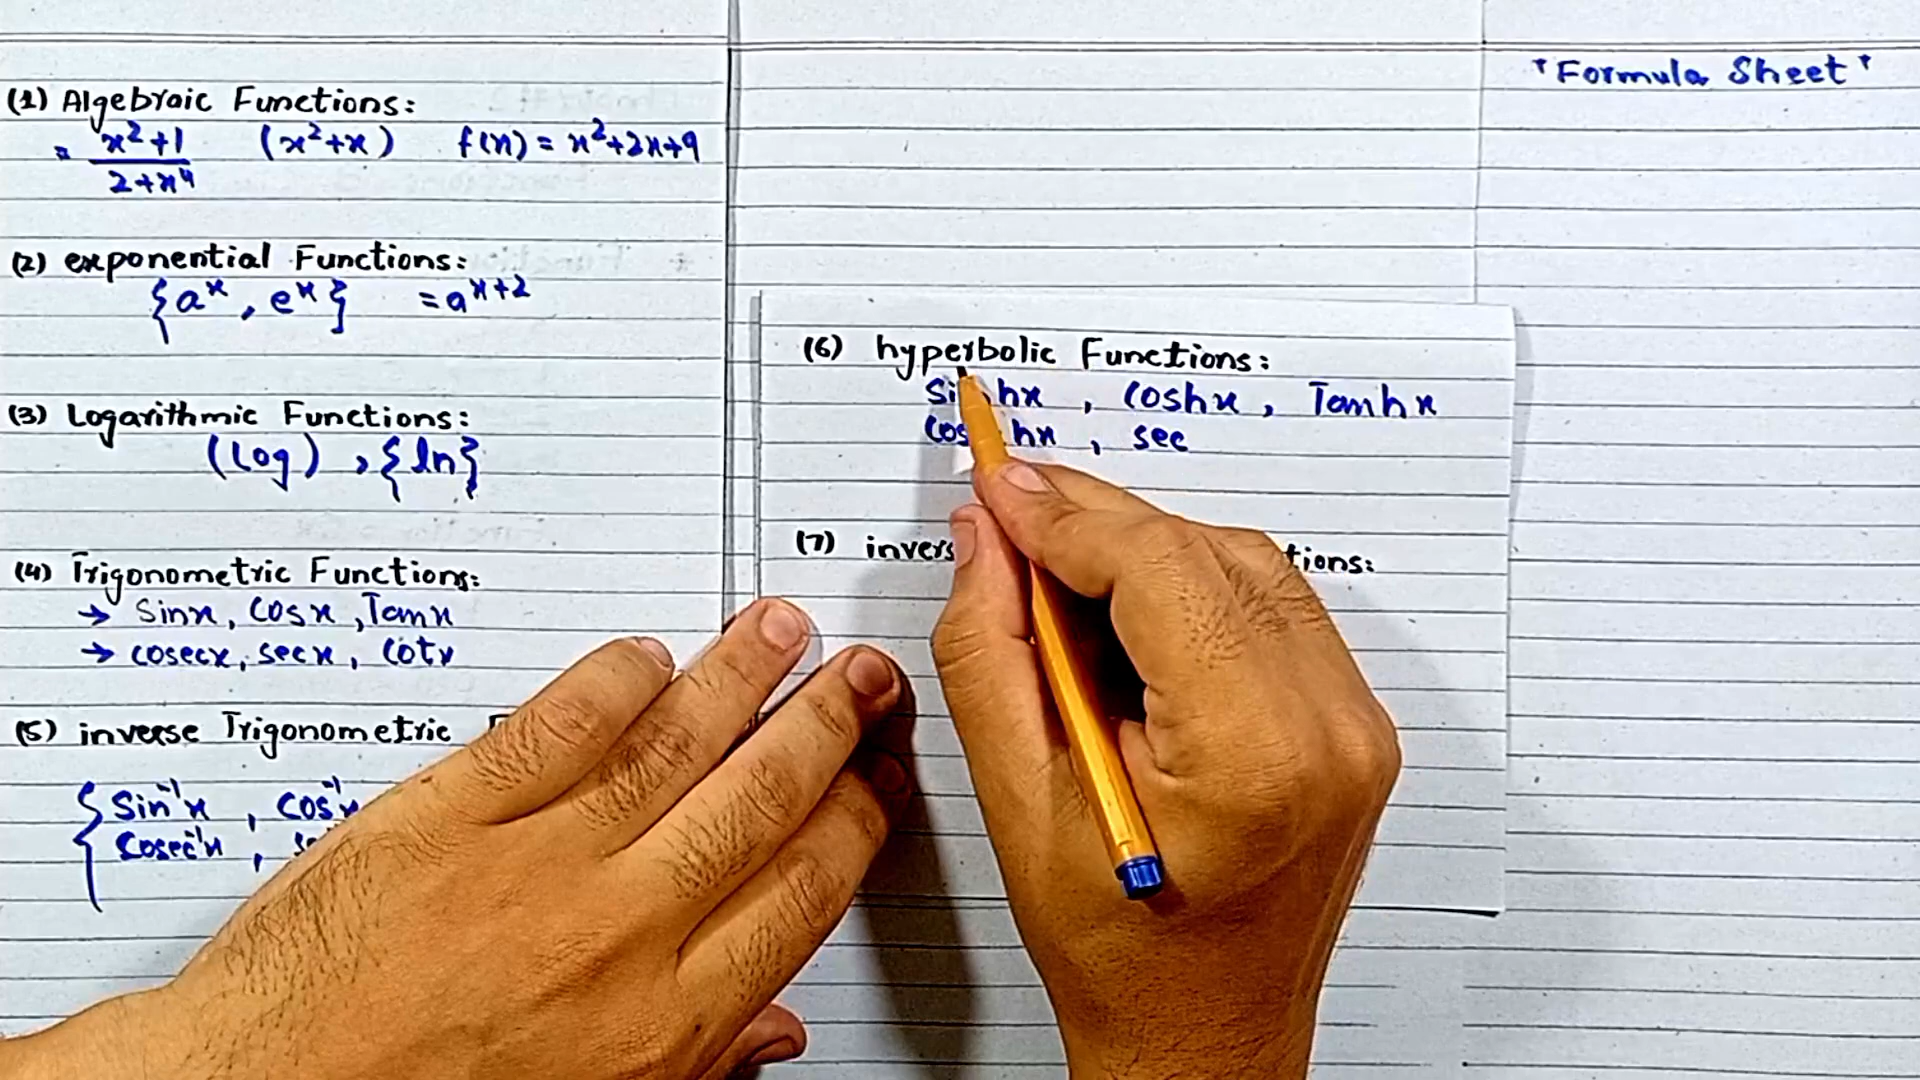 (1) Algebraic Functions:
= x²+1 / 2+x⁴ (x²+x) f(x) = x²+2x+9
(2) exponential Functions:
{aˣ, eˣ} = aˣ⁺²
(3) Logarithmic Functions:
(log) , {ln}
(4) Trigonometric Functions:
→ Sinx, Cosx, Tanx
→ cosecx, secx, Cotx
(5) inverse Trigonometric
Sin⁻¹x , Cos⁻¹x
Cosec⁻¹x ,
"Formula Sheet"
(6) hyperbolic Functions:
hx , Coshx, Tanhx
hx , sec
(7)